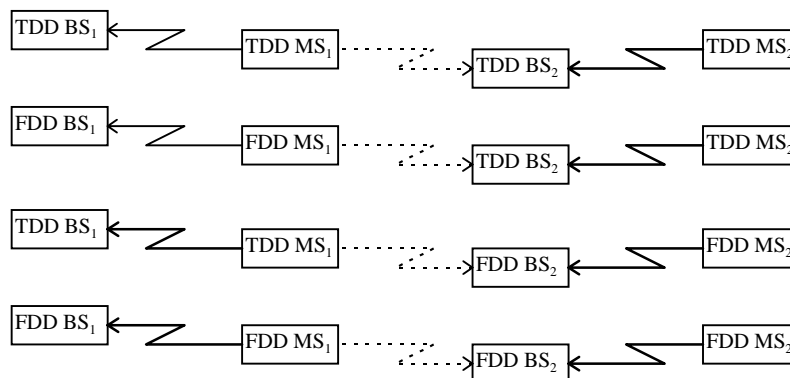 TDD BS₁ TDD MS₁ TDD BS₂ TDD MS₂
FDD BS₁ FDD MS₁ TDD BS₂ TDD MS₂
TDD BS₁ TDD MS₁ FDD BS₂ FDD MS₂
FDD BS₁ FDD MS₁ FDD BS₂ FDD MS₂